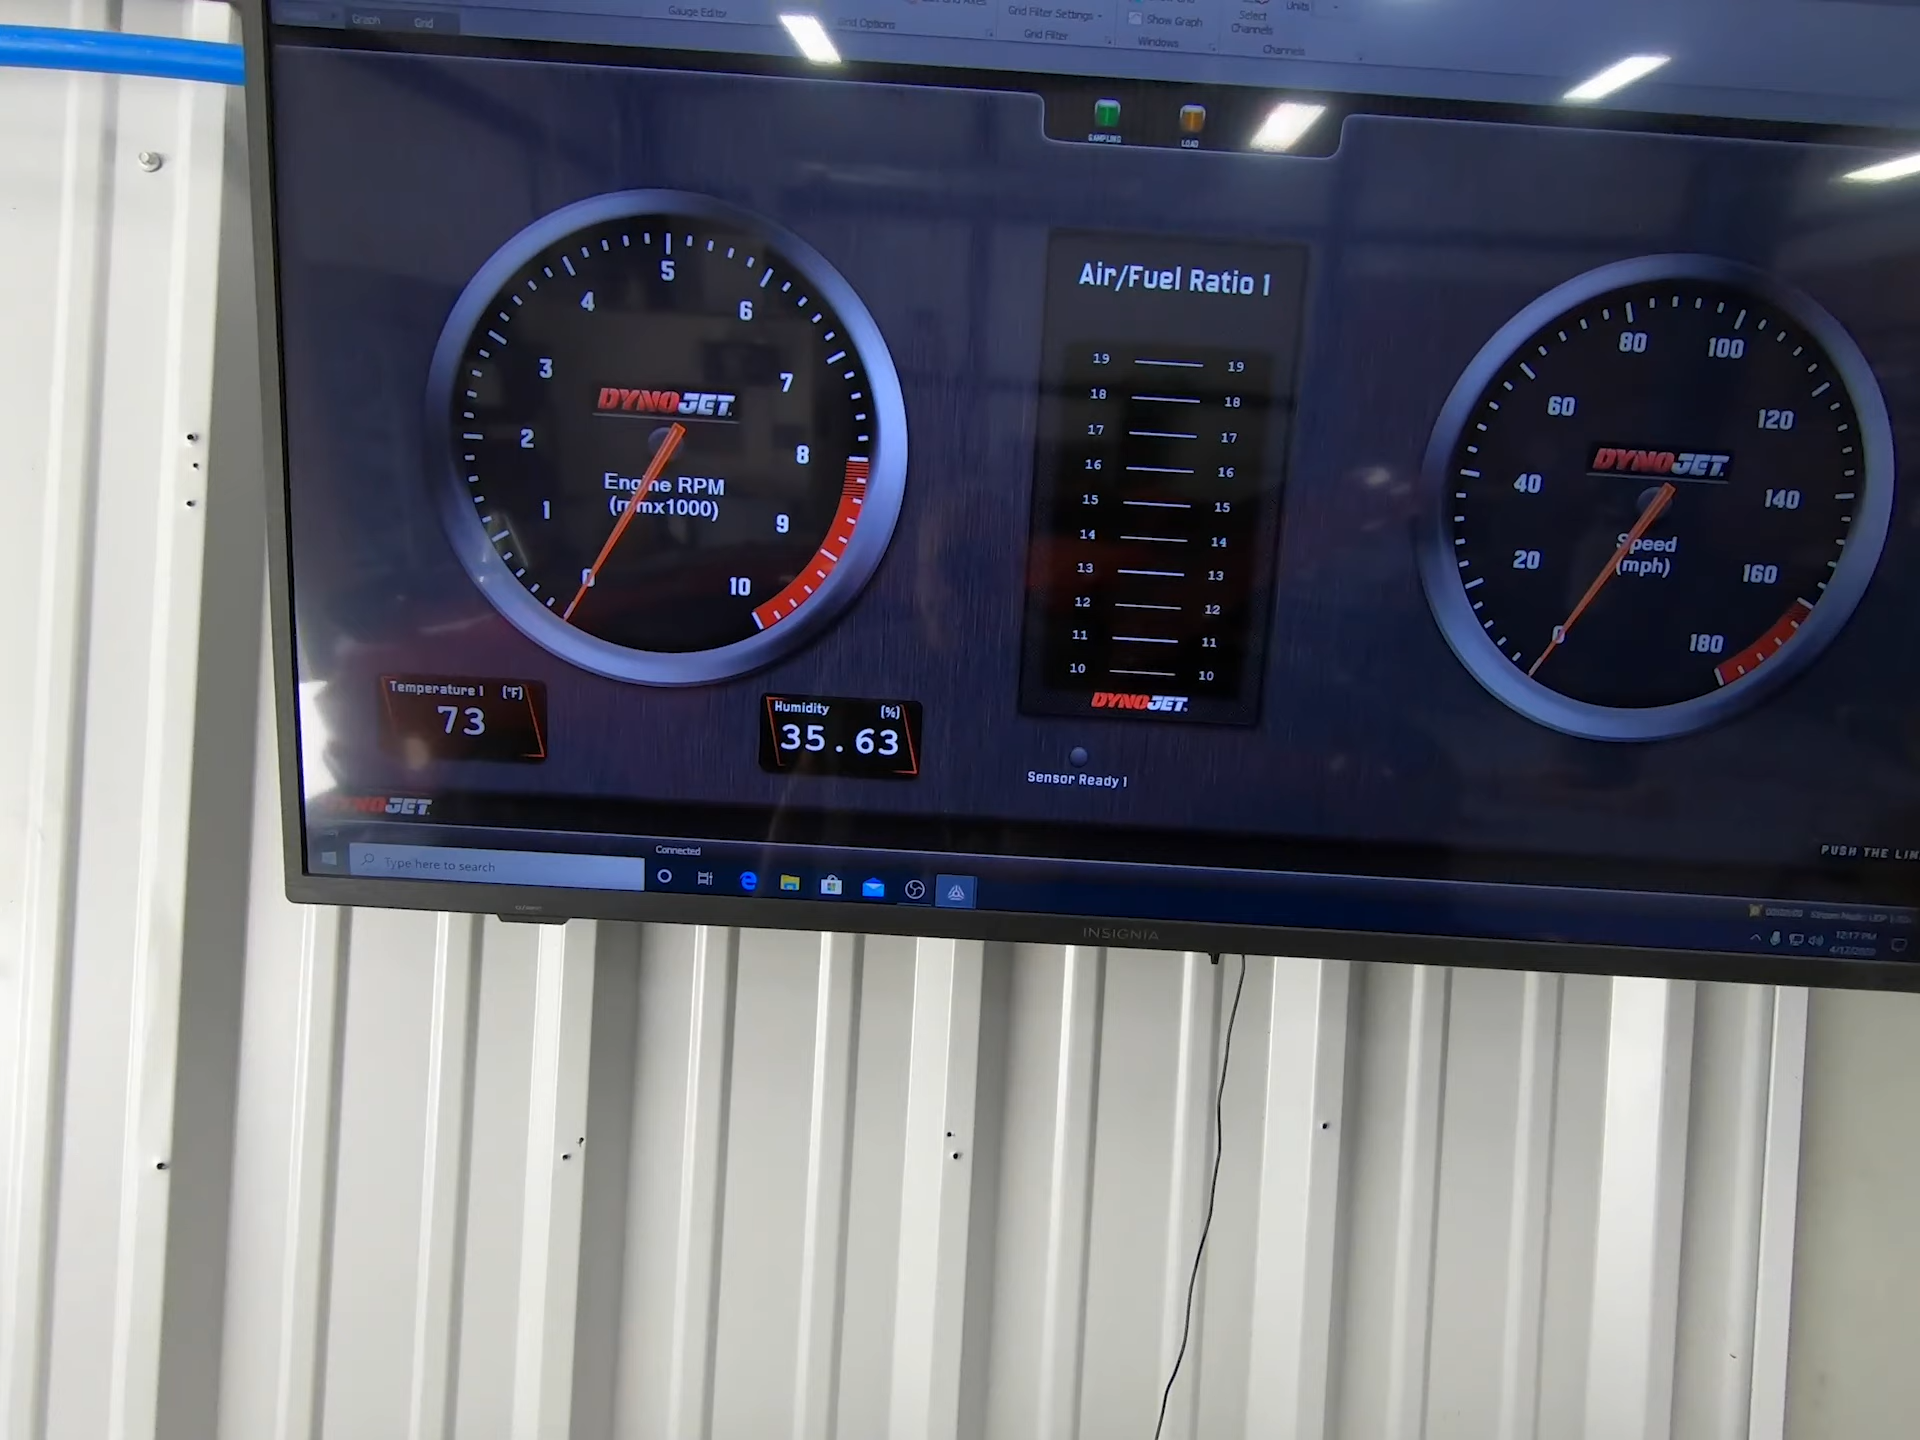 Graph Grid
Gauge Editor
Grid Options
Grid Filter Settings
Grid Filter
Show Graph
Windows
Select
Channels
Units
Channels
SAMPLING
LOAD
0 1 2 3 4 5 6 7 8 9 10
DYNOJET
Engine RPM
(rpmx1000)
Air/Fuel Ratio 1
19 19
18 18
17 17
16 16
15 15
14 14
13 13
12 12
11 11
10 10
DYNOJET
Sensor Ready 1
0 20 40 60 80 100 120 140 160 180
DYNOJET
Speed
(mph)
Temperature 1 (°F)
73
Humidity (%)
35.63
DYNOJET
PUSH THE LIM
Connected
Type here to search
12:17 PM
INSIGNIA